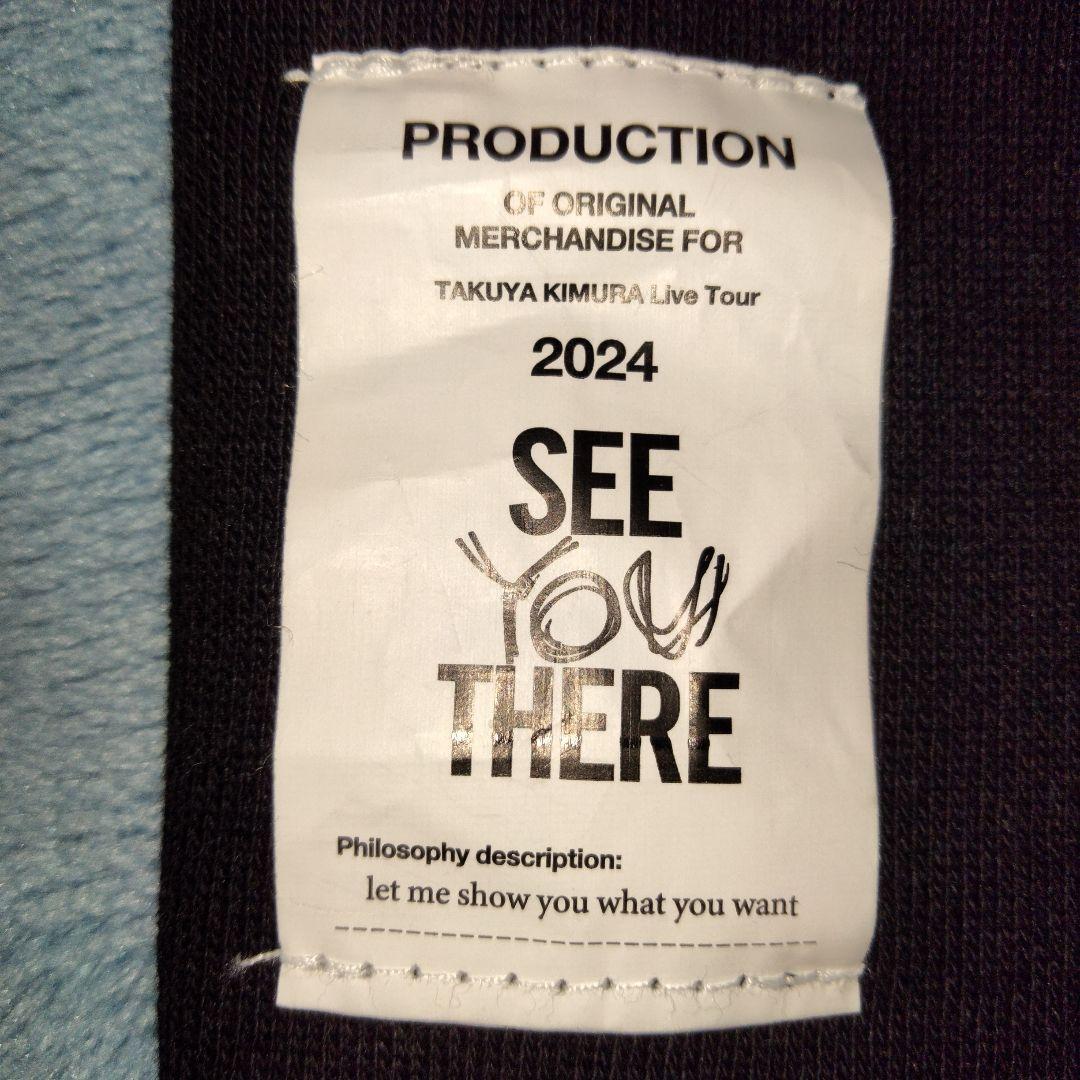 PRODUCTION
OF ORIGINAL
MERCHANDISE FOR
TAKUYA KIMURA Live Tour
2024
SEE
YOU
THERE
Philosophy description:
let me show you what you want